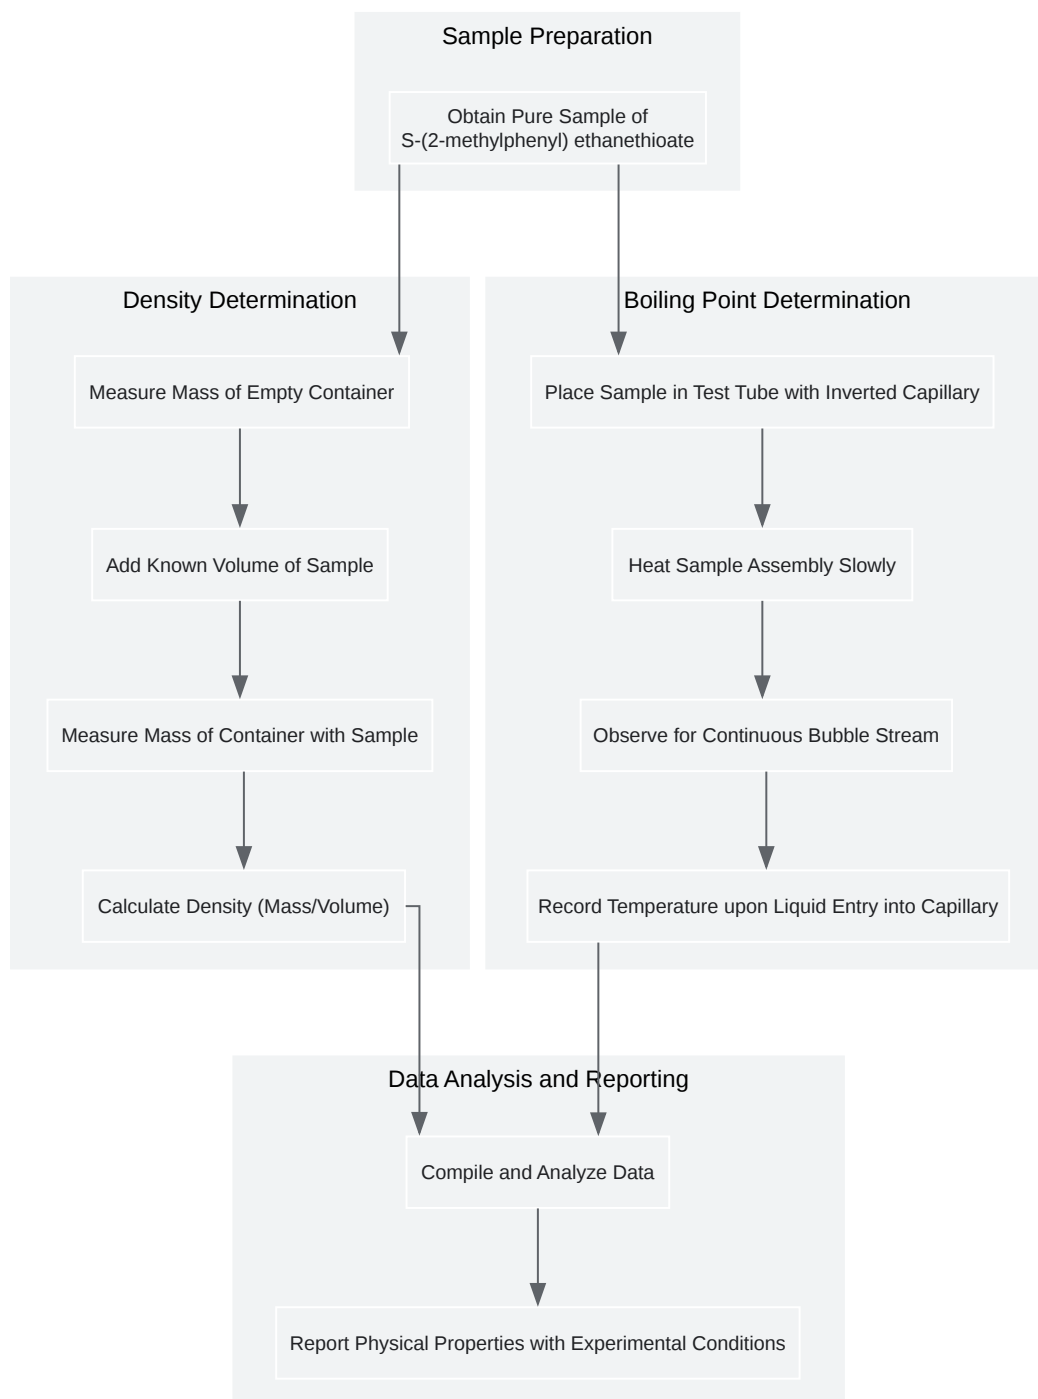 Sample Preparation
Obtain Pure Sample of
S-(2-methylphenyl) ethanethioate
Density Determination
Measure Mass of Empty Container
Add Known Volume of Sample
Measure Mass of Container with Sample
Calculate Density (Mass/Volume)
Boiling Point Determination
Place Sample in Test Tube with Inverted Capillary
Heat Sample Assembly Slowly
Observe for Continuous Bubble Stream
Record Temperature upon Liquid Entry into Capillary
Data Analysis and Reporting
Compile and Analyze Data
Report Physical Properties with Experimental Conditions